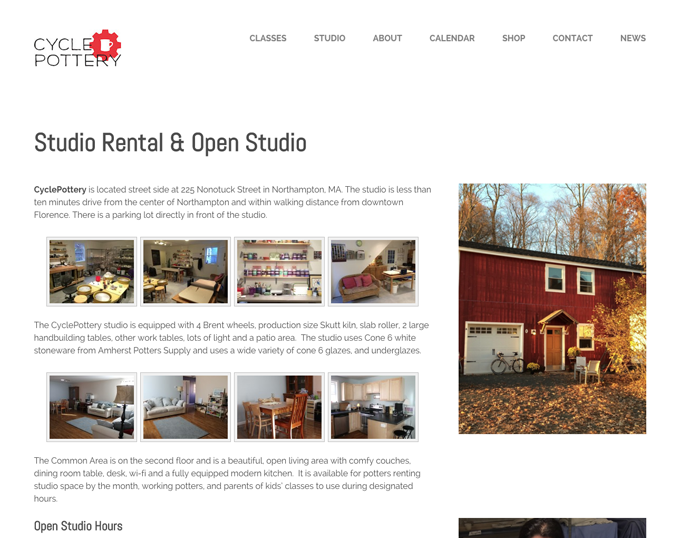 CYCLE
POTTERY
CLASSES STUDIO ABOUT CALENDAR SHOP CONTACT NEWS
Studio Rental & Open Studio
CyclePottery is located street side at 225 Nonotuck Street in Northampton, MA. The studio is less than
ten minutes drive from the center of Northampton and within walking distance from downtown
Florence. There is a parking lot directly in front of the studio.
The CyclePottery studio is equipped with 4 Brent wheels, production size Skutt kiln, slab roller, 2 large
handbuilding tables, other work tables, lots of light and a patio area. The studio uses Cone 6 white
stoneware from Amherst Potters Supply and uses a wide variety of cone 6 glazes, and underglazes.
The Common Area is on the second floor and is a beautiful, open living area with comfy couches,
dining room table, desk, wi-fi and a fully equipped modern kitchen. It is available for potters renting
studio space by the month, working potters, and parents of kids' classes to use during designated
hours.
Open Studio Hours